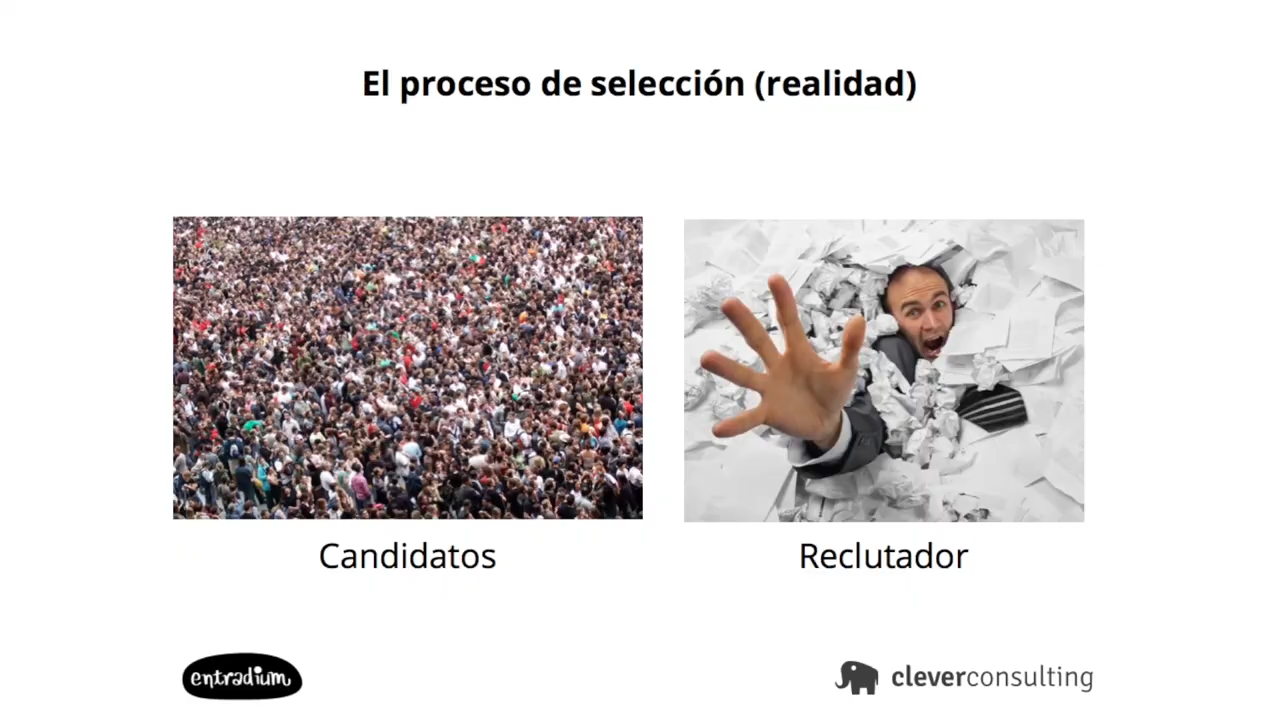 El proceso de selección (realidad)
Candidatos
Reclutador
entradium
cleverconsulting